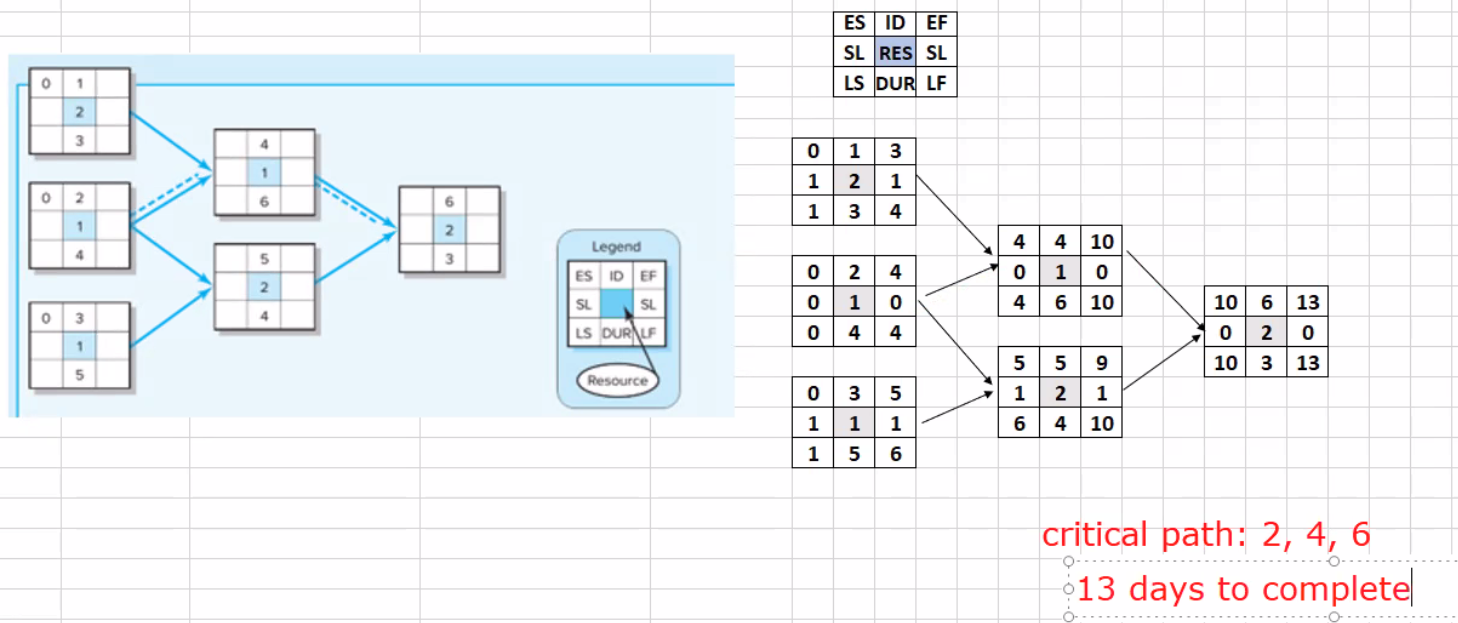 ES ID EF
SL RES SL
LS DUR LF
0 1
2
3
0 2
1
4
0 3
1
5
4
1
6
5
2
4
6
2
3
Legend
ES ID EF
SL SL
LS DUR LF
Resource
0 1 3
1 2 1
1 3 4
0 2 4
0 1 0
0 4 4
0 3 5
1 1 1
1 5 6
4 4 10
0 1 0
4 6 10
5 5 9
1 2 1
6 4 10
10 6 13
0 2 0
10 3 13
critical path: 2, 4, 6
13 days to complete